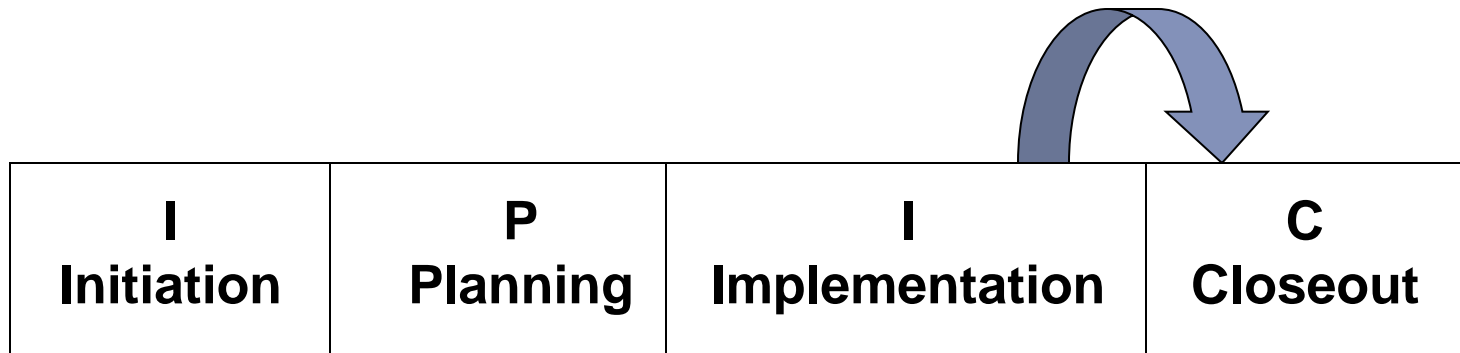 I
Initiation
P
Planning
I
Implementation
C
Closeout